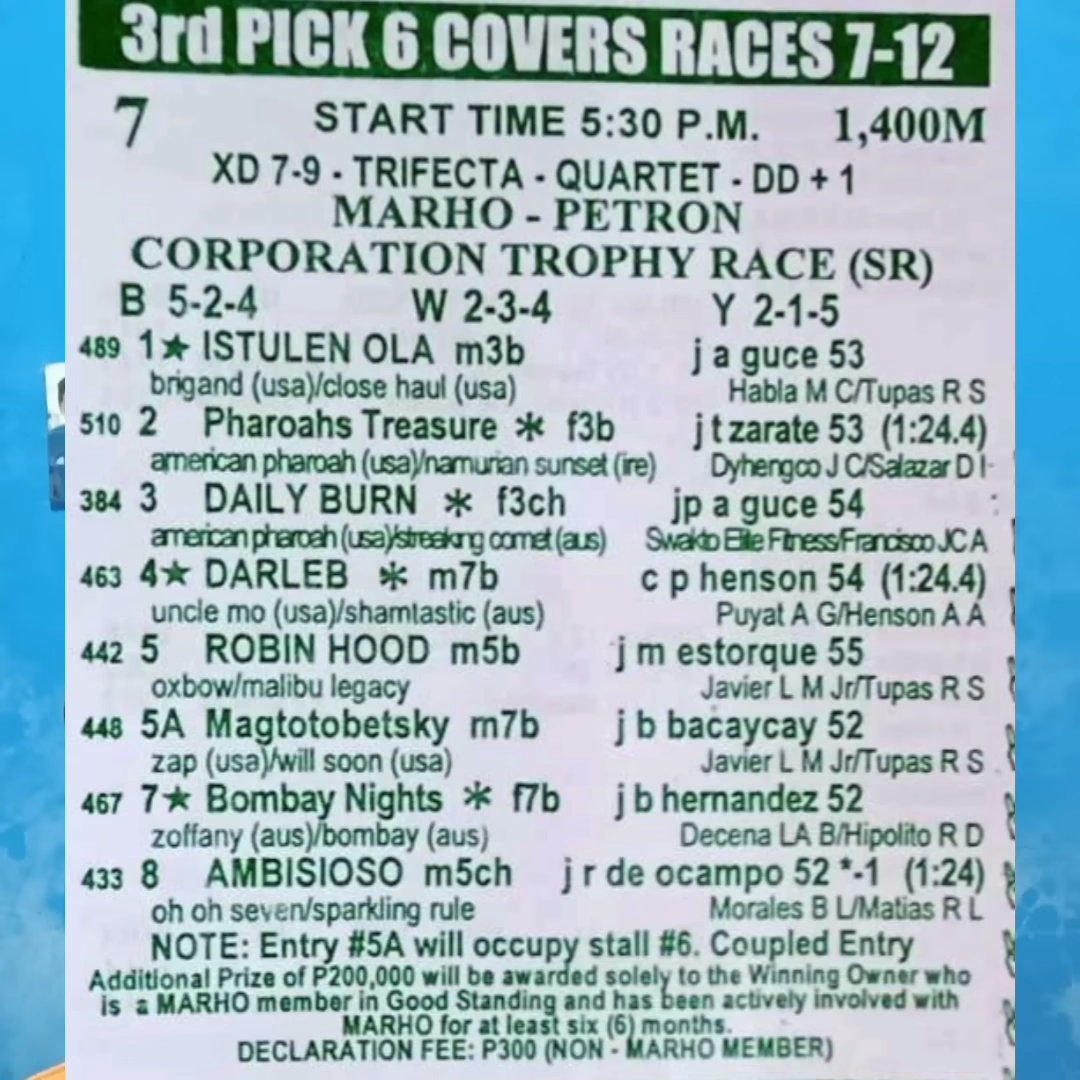 3rd PICK 6 COVERS RACES 7-12
7 START TIME 5:30 P.M. 1,400M
XD 7-9 - TRIFECTA - QUARTET - DD + 1
MARHO - PETRON
CORPORATION TROPHY RACE (SR)
B 5-2-4 W 2-3-4 Y 2-1-5
489 1★ ISTULEN OLA m3b j a guce 53
brigand (usa)/close haul (usa) Habla M C/Tupas R S
510 2 Pharoahs Treasure * f3b j t zarate 53 (1:24.4)
american pharoah (usa)/namurian sunset (ire) Dyhengco J C/Salazar D I
384 3 DAILY BURN * f3ch jp a guce 54
american pharoah (usa)/streaking comet (aus) Swakto Elite Fitness/Francisco JCA
463 4★ DARLEB * m7b c p henson 54 (1:24.4)
uncle mo (usa)/shamtastic (aus) Puyat A G/Henson A A
442 5 ROBIN HOOD m5b j m estorque 55
oxbow/malibu legacy Javier L M Jr/Tupas R S
448 5A Magtotobetsky m7b j b bacaycay 52
zap (usa)/will soon (usa) Javier L M Jr/Tupas R S
467 7★ Bombay Nights * f7b j b hernandez 52
zoffany (aus)/bombay (aus) Decena LA B/Hipolito R D
433 8 AMBISIOSO m5ch j r de ocampo 52 *-1 (1:24)
oh oh seven/sparkling rule Morales B L/Matias R L
NOTE: Entry #5A will occupy stall #6. Coupled Entry
Additional Prize of P200,000 will be awarded solely to the Winning Owner who
is a MARHO member in Good Standing and has been actively involved with
MARHO for at least six (6) months.
DECLARATION FEE: P300 (NON - MARHO MEMBER)